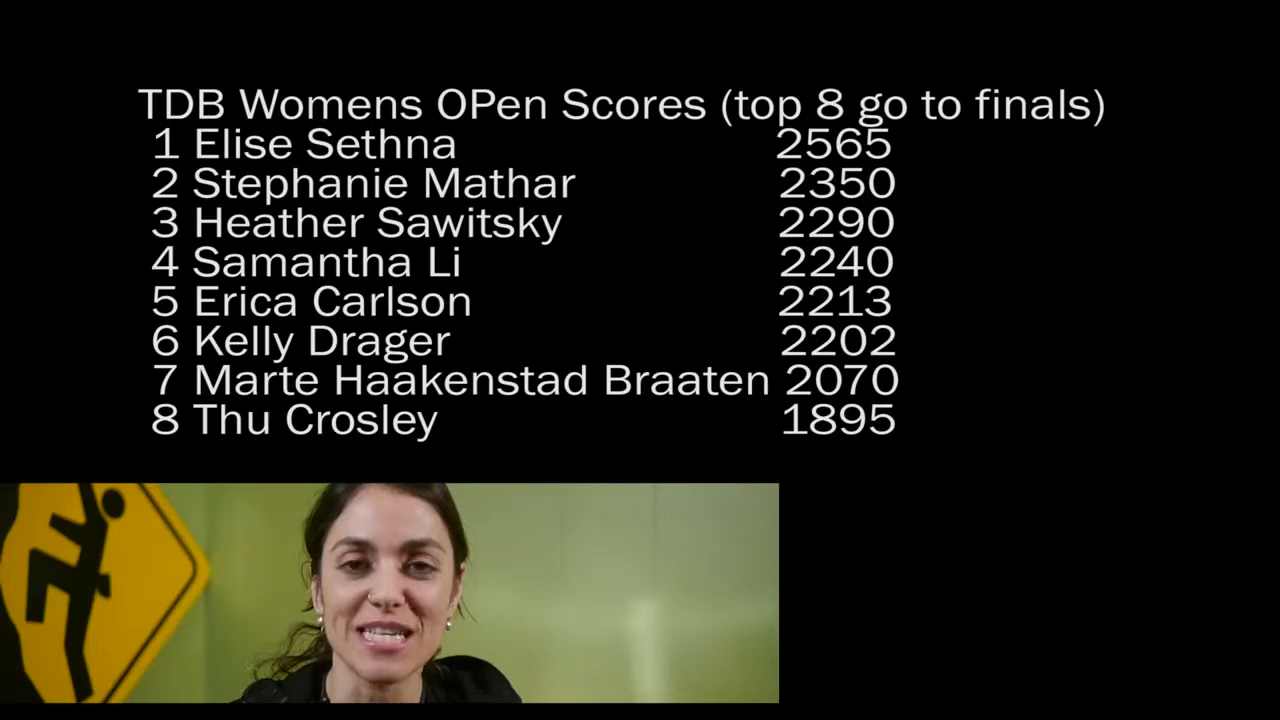 TDB Womens OPen Scores (top 8 go to finals)
1 Elise Sethna 2565
2 Stephanie Mathar 2350
3 Heather Sawitsky 2290
4 Samantha Li 2240
5 Erica Carlson 2213
6 Kelly Drager 2202
7 Marte Haakenstad Braaten 2070
8 Thu Crosley 1895